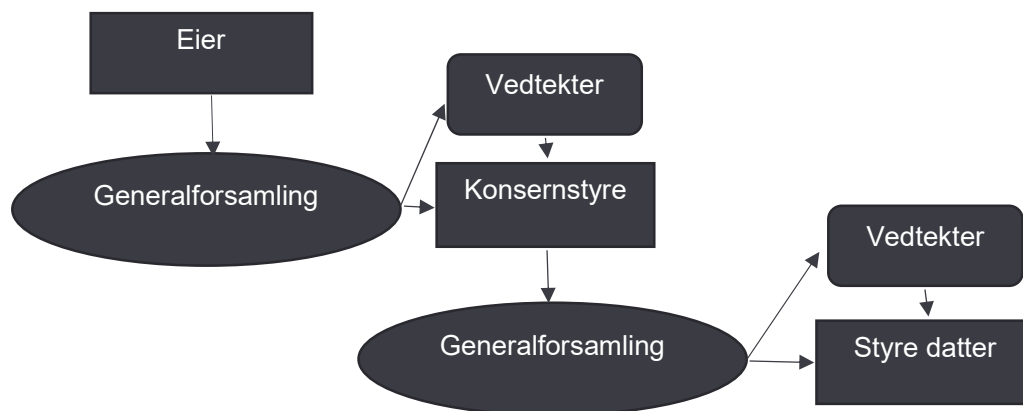 Eier
Vedtekter
Generalforsamling
Konsernstyre
Vedtekter
Generalforsamling
Styre datter